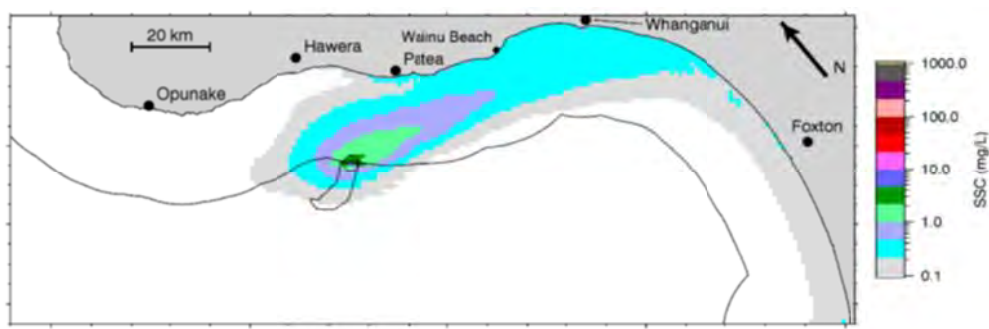 20 km
Hawera
Opunake
Patea
Wainu Beach
Whanganui
N
Foxton
1000.0
100.0
10.0
1.0
0.1
SSC (mg/L)